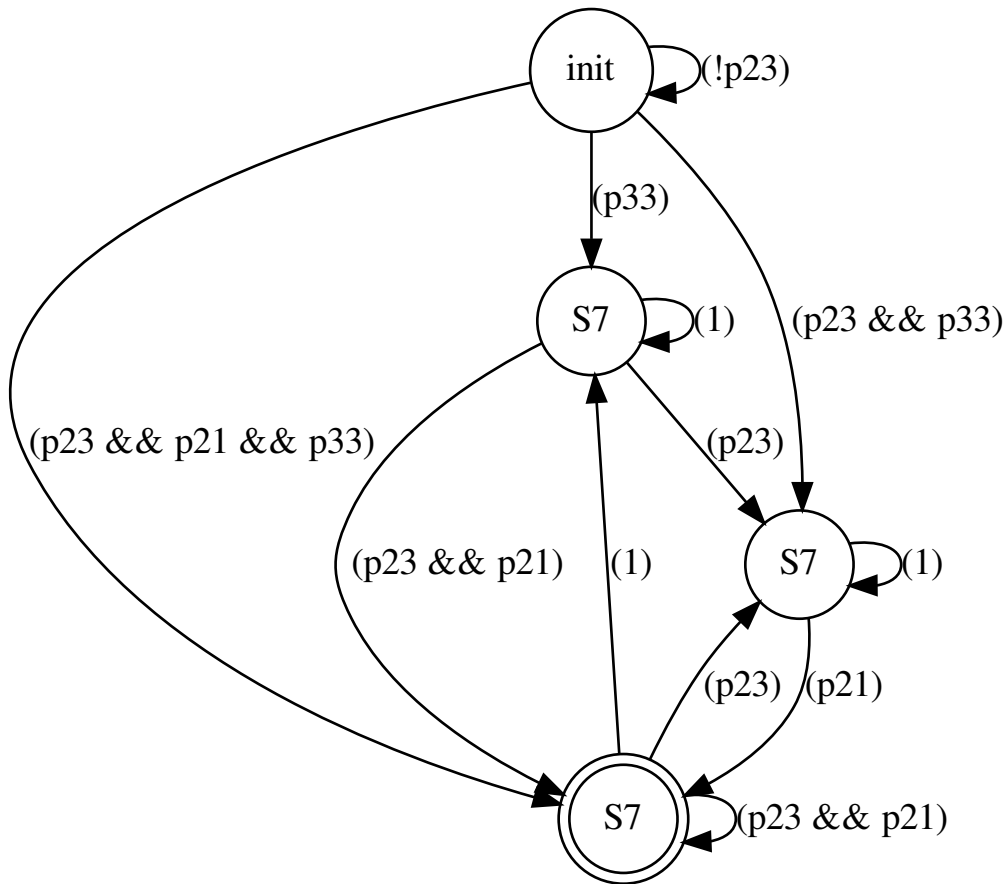 init
(!p23)
(p33)
S7
(1)
(p23 && p33)
(p23 && p21 && p33)
(p23)
(p23 && p21)
(1)
S7
(1)
(p23)
(p21)
S7
(p23 && p21)